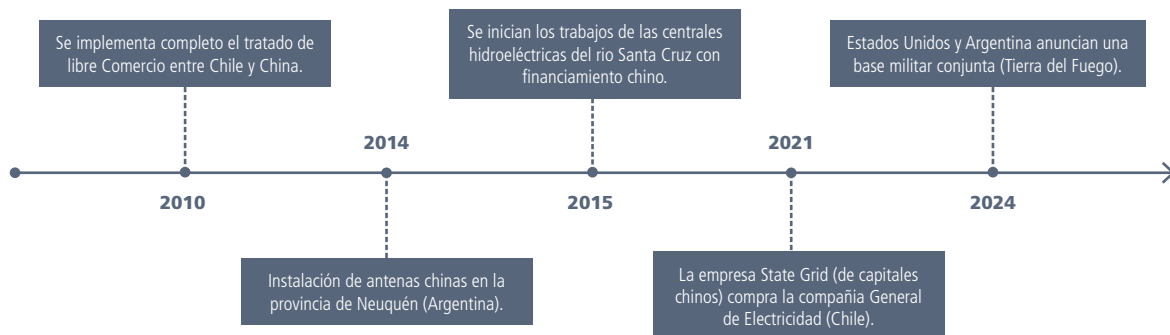 Se implementa completo el tratado de
libre Comercio entre Chile y China.
Se inician los trabajos de las centrales
hidroeléctricas del rio Santa Cruz con
financiamiento chino.
Estados Unidos y Argentina anuncian una
base militar conjunta (Tierra del Fuego).
2014
2021
2010
2015
2024
Instalación de antenas chinas en la
provincia de Neuquén (Argentina).
La empresa State Grid (de capitales
chinos) compra la compañia General
de Electricidad (Chile).